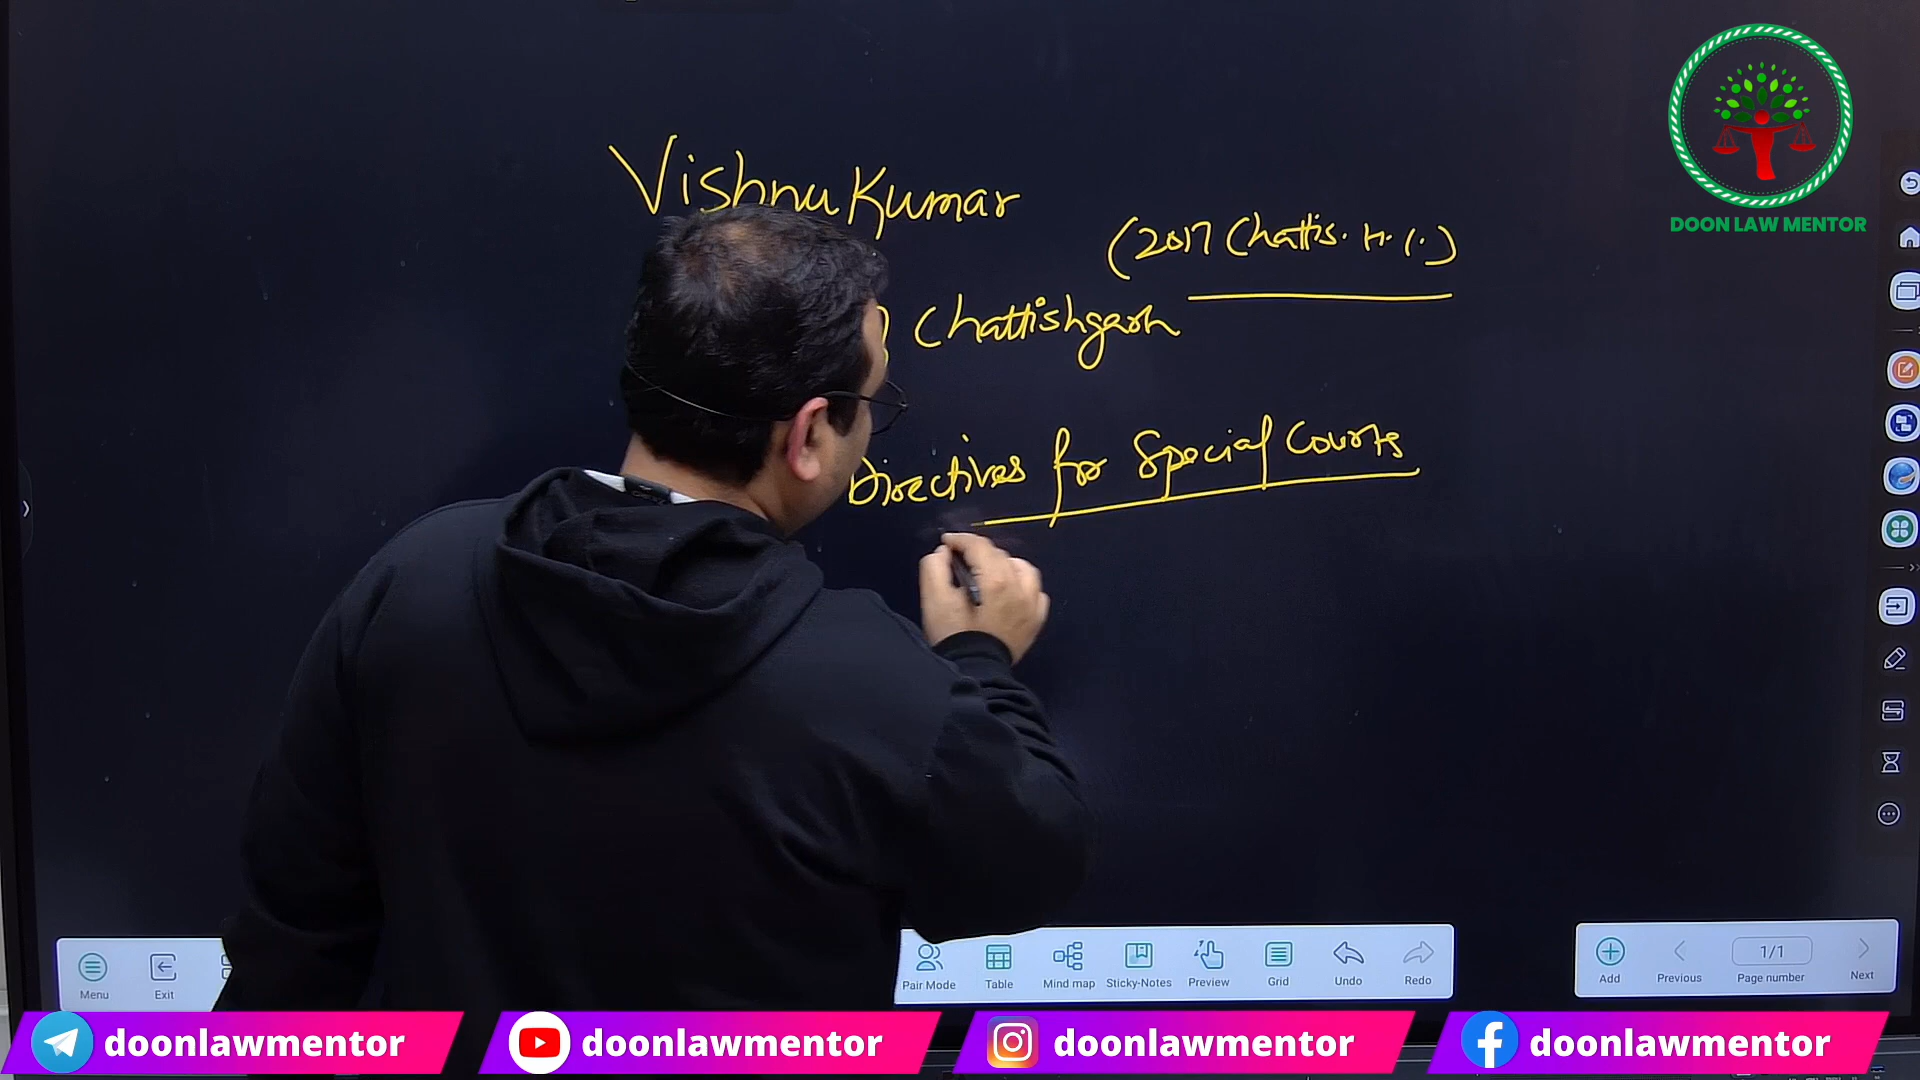 DOON LAW MENTOR
Vishnu Kumar
(2017 Chattis. H. C.)
Chattishgarh
Directives for Special Courts
Menu
Exit
Pair Mode
Table
Mind map
Sticky-Notes
Preview
Grid
Undo
Redo
Add
Previous
1/1
Page number
Next
doonlawmentor
doonlawmentor
doonlawmentor
doonlawmentor